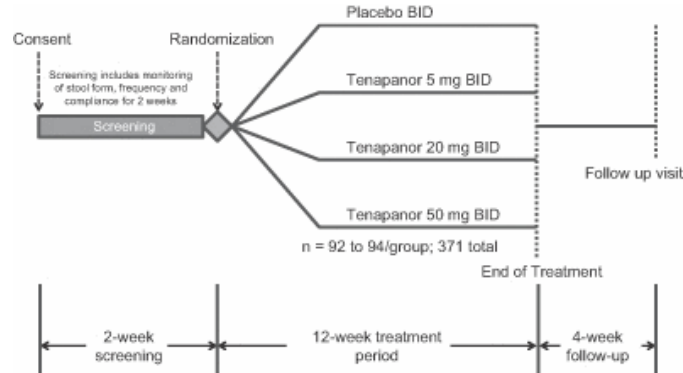 Placebo BID
Consent
Randomization
Screening includes monitoring
of stool form, frequency and
compliance for 2 weeks
Tenapanor 5 mg BID
Screening
Tenapanor 20 mg BID
Follow up visit
Tenapanor 50 mg BID
n = 92 to 94/group; 371 total
End of Treatment
2-week
screening
12-week treatment
period
4-week
follow-up